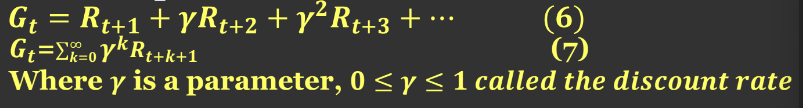 Gₜ = Rₜ₊₁ + γRₜ₊₂ + γ²Rₜ₊₃ + ⋯ (6)
Gₜ=∑ₖ₌₀^∞ γᵏRₜ₊ₖ₊₁ (7)
Where γ is a parameter, 0 ≤ γ ≤ 1 called the discount rate